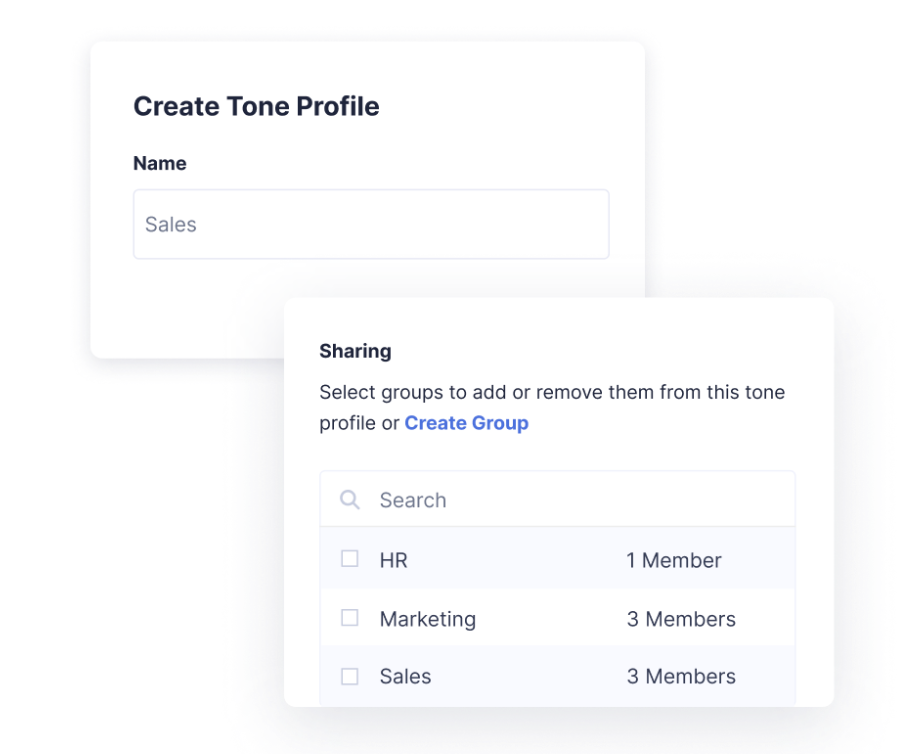 Create Tone Profile
Name
Sales
Sharing
Select groups to add or remove them from this tone
profile or Create Group
Search
HR 1 Member
Marketing 3 Members
Sales 3 Members